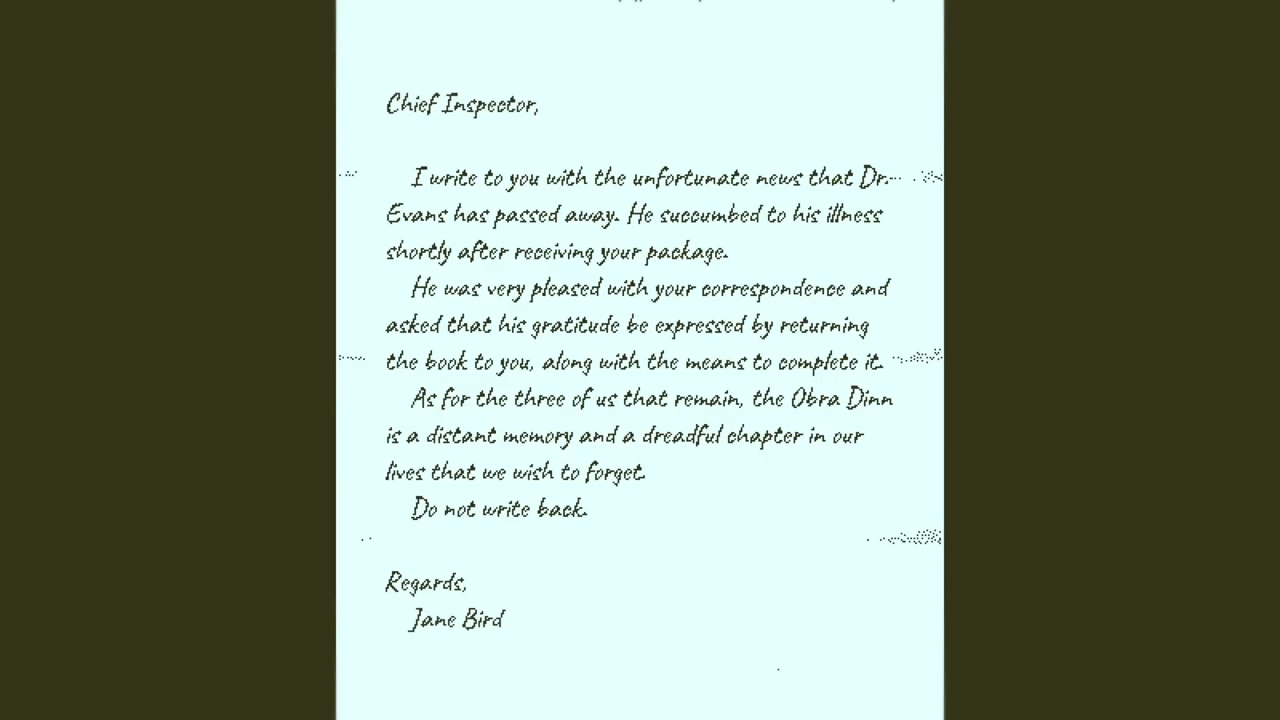 Chief Inspector,
I write to you with the unfortunate news that Dr.
Evans has passed away. He succumbed to his illness
shortly after receiving your package.
He was very pleased with your correspondence and
asked that his gratitude be expressed by returning
the book to you, along with the means to complete it.
As for the three of us that remain, the Obra Dinn
is a distant memory and a dreadful chapter in our
lives that we wish to forget.
Do not write back.
Regards,
Jane Bird